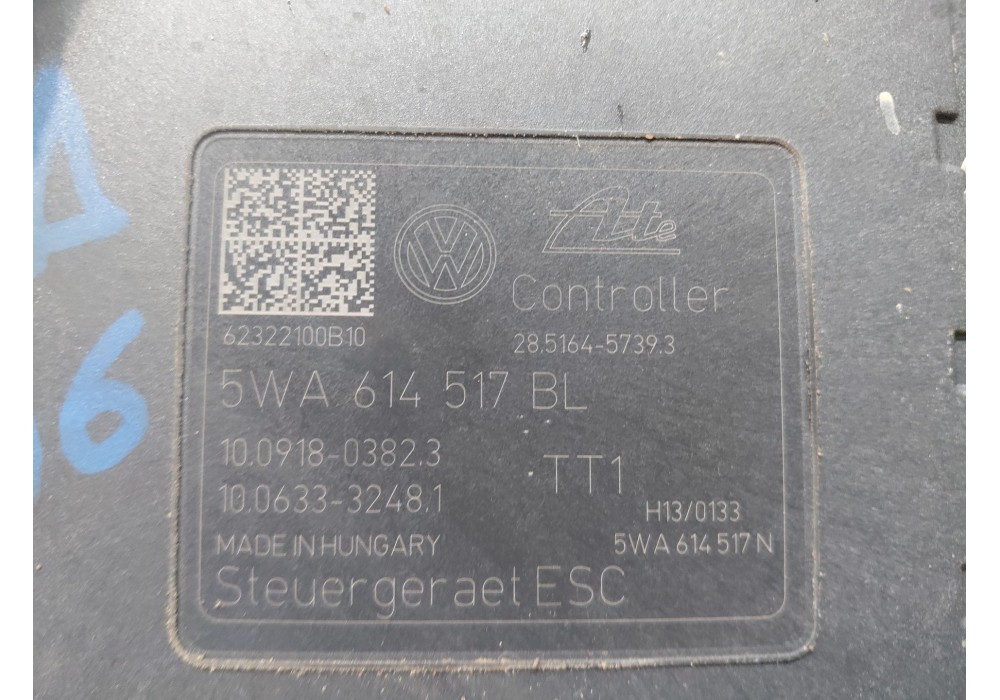 Ate
Controller
62322100B10
28.5164-5739.3
5WA 614 517 BL
10.0918-0382.3
TT1
10.0633-3248.1
H13/0133
MADE IN HUNGARY
5WA 614 517 N
Steuergeraet ESC
6